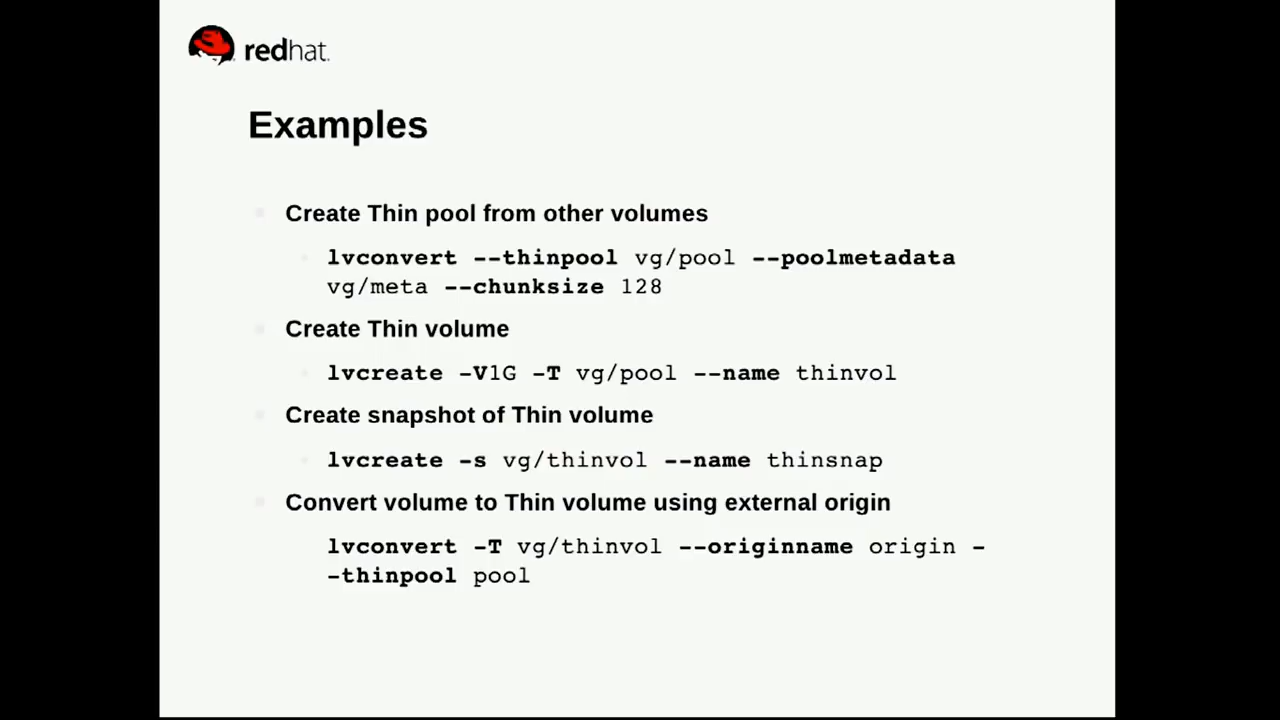 redhat.
Examples
Create Thin pool from other volumes
lvconvert --thinpool vg/pool --poolmetadata
vg/meta --chunksize 128
Create Thin volume
lvcreate -V1G -T vg/pool --name thinvol
Create snapshot of Thin volume
lvcreate -s vg/thinvol --name thinsnap
Convert volume to Thin volume using external origin
lvconvert -T vg/thinvol --originname origin -
-thinpool pool